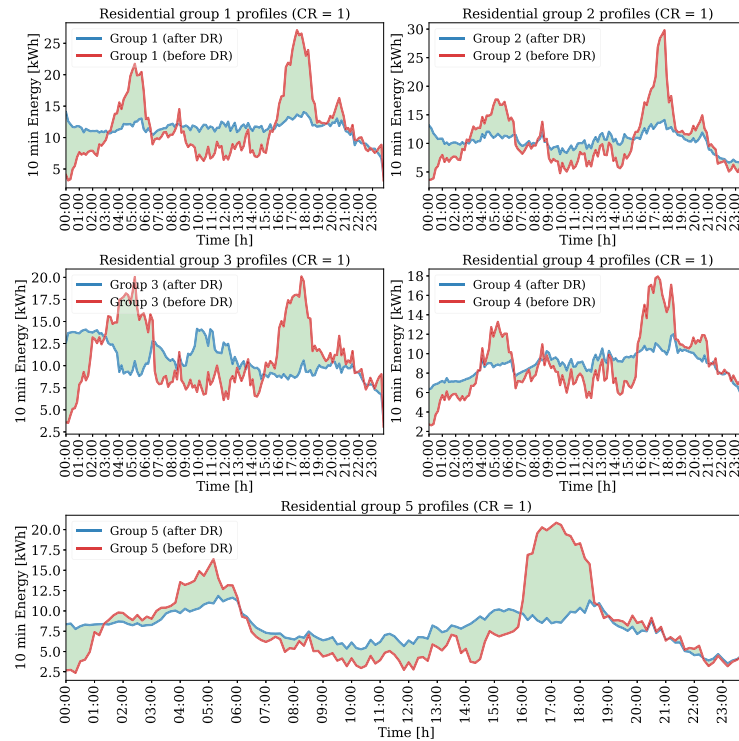 Residential group 1 profiles (CR = 1)
10 min Energy [kWh]
25
20
15
10
5
Group 1 (after DR)
Group 1 (before DR)
00:00 01:00 02:00 03:00 04:00 05:00 06:00 07:00 08:00 09:00 10:00 11:00 12:00 13:00 14:00 15:00 16:00 17:00 18:00 19:00 20:00 21:00 22:00 23:00
Time [h]
Residential group 2 profiles (CR = 1)
10 min Energy [kWh]
30
25
20
15
10
5
Group 2 (after DR)
Group 2 (before DR)
00:00 01:00 02:00 03:00 04:00 05:00 06:00 07:00 08:00 09:00 10:00 11:00 12:00 13:00 14:00 15:00 16:00 17:00 18:00 19:00 20:00 21:00 22:00 23:00
Time [h]
Residential group 3 profiles (CR = 1)
10 min Energy [kWh]
20.0
17.5
15.0
12.5
10.0
7.5
5.0
2.5
Group 3 (after DR)
Group 3 (before DR)
00:00 01:00 02:00 03:00 04:00 05:00 06:00 07:00 08:00 09:00 10:00 11:00 12:00 13:00 14:00 15:00 16:00 17:00 18:00 19:00 20:00 21:00 22:00 23:00
Time [h]
Residential group 4 profiles (CR = 1)
10 min Energy [kWh]
18
16
14
12
10
8
6
4
2
Group 4 (after DR)
Group 4 (before DR)
00:00 01:00 02:00 03:00 04:00 05:00 06:00 07:00 08:00 09:00 10:00 11:00 12:00 13:00 14:00 15:00 16:00 17:00 18:00 19:00 20:00 21:00 22:00 23:00
Time [h]
Residential group 5 profiles (CR = 1)
10 min Energy [kWh]
20.0
17.5
15.0
12.5
10.0
7.5
5.0
2.5
Group 5 (after DR)
Group 5 (before DR)
00:00 01:00 02:00 03:00 04:00 05:00 06:00 07:00 08:00 09:00 10:00 11:00 12:00 13:00 14:00 15:00 16:00 17:00 18:00 19:00 20:00 21:00 22:00 23:00
Time [h]